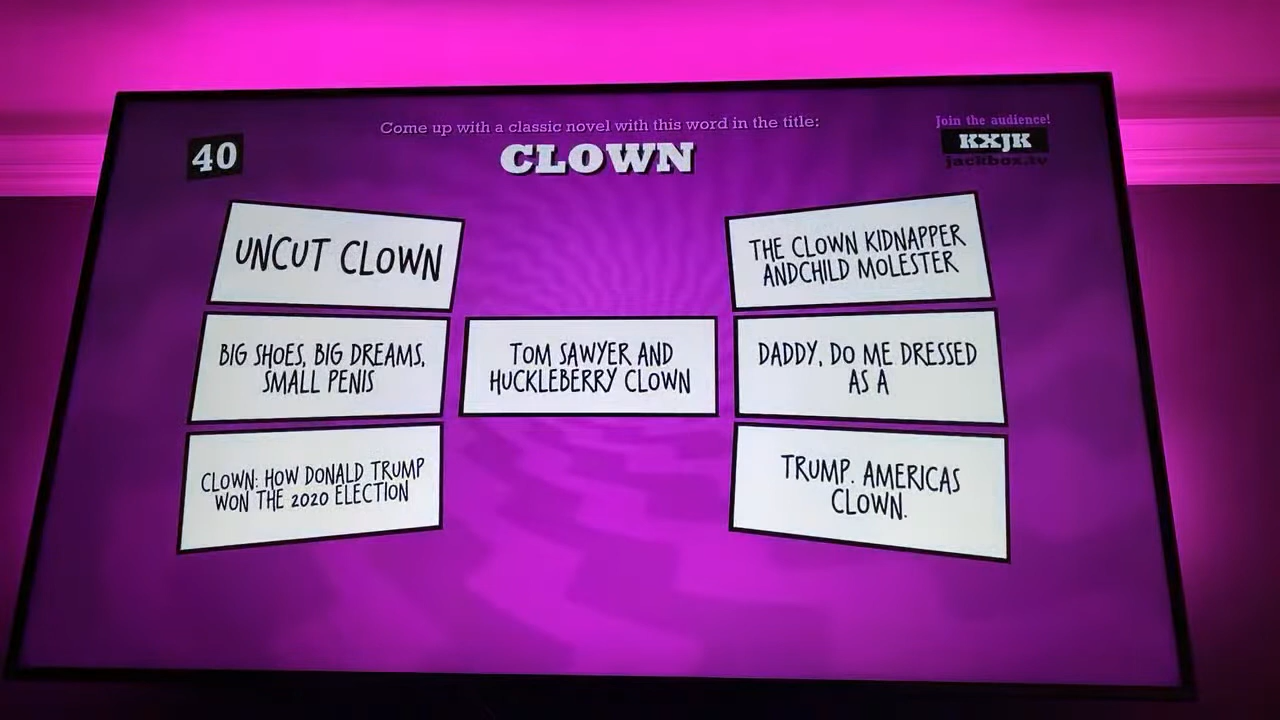 Come up with a classic novel with this word in the title:
CLOWN
40
Join the audience!
KXJK
jackbox.tv
UNCUT CLOWN
BIG SHOES, BIG DREAMS,
SMALL PENIS
CLOWN: HOW DONALD TRUMP
WON THE 2020 ELECTION
TOM SAWYER AND
HUCKLEBERRY CLOWN
THE CLOWN KIDNAPPER
ANDCHILD MOLESTER
DADDY, DO ME DRESSED
AS A
TRUMP. AMERICAS
CLOWN.